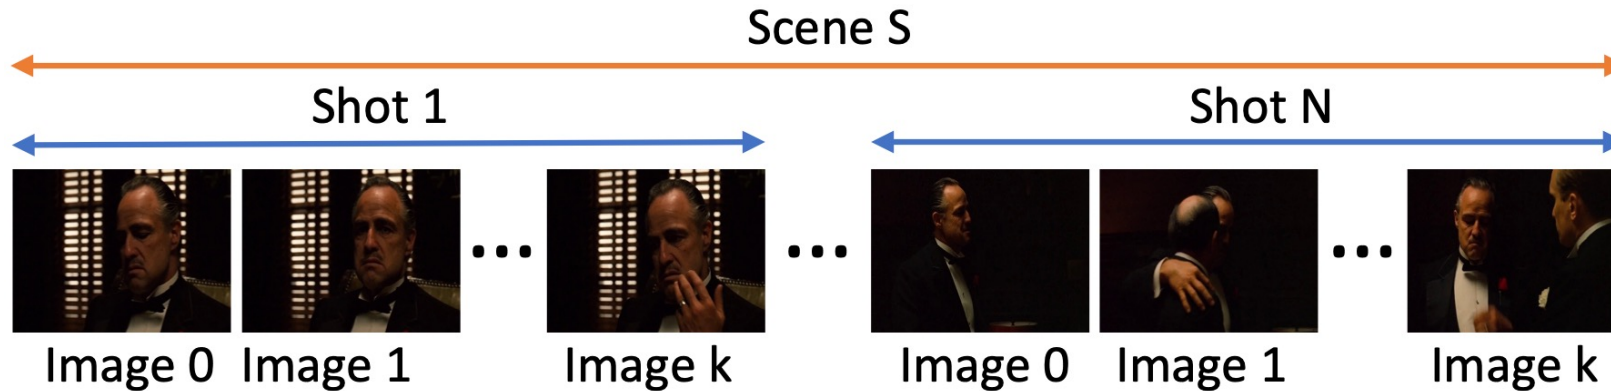 Scene S
Shot 1
Shot N
...
...
...
Image 0
Image 1
Image k
Image 0
Image 1
Image k